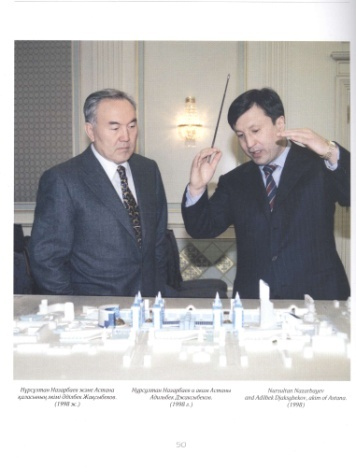 Нұрсұлтан Назарбаев және Астана
қаласының әкімі Әділбек Жақсыбеков.
(1998 ж.)
Нурсултан Назарбаев и аким Астаны
Адильбек Джаксыбеков.
(1998 г.)
Nursultan Nazarbayev
and Adilbek Djaksybekov, akim of Astana
(1998)
50